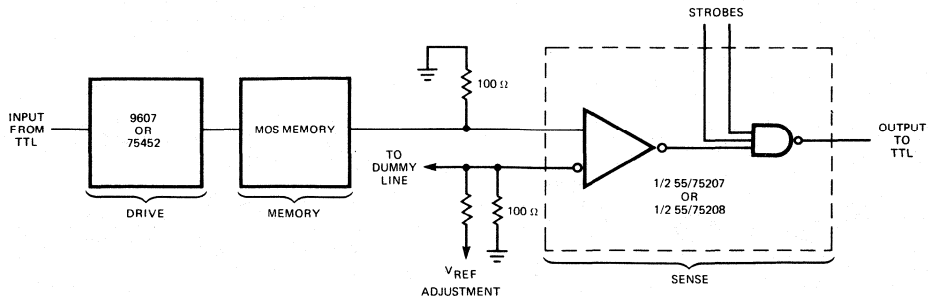 STROBES
100 Ω
INPUT
FROM
TTL
9607
OR
75452
MOS MEMORY
OUTPUT
TO
TTL
TO
DUMMY
LINE
1/2 55/75207
OR
1/2 55/75208
100 Ω
DRIVE
MEMORY
VREF
ADJUSTMENT
SENSE